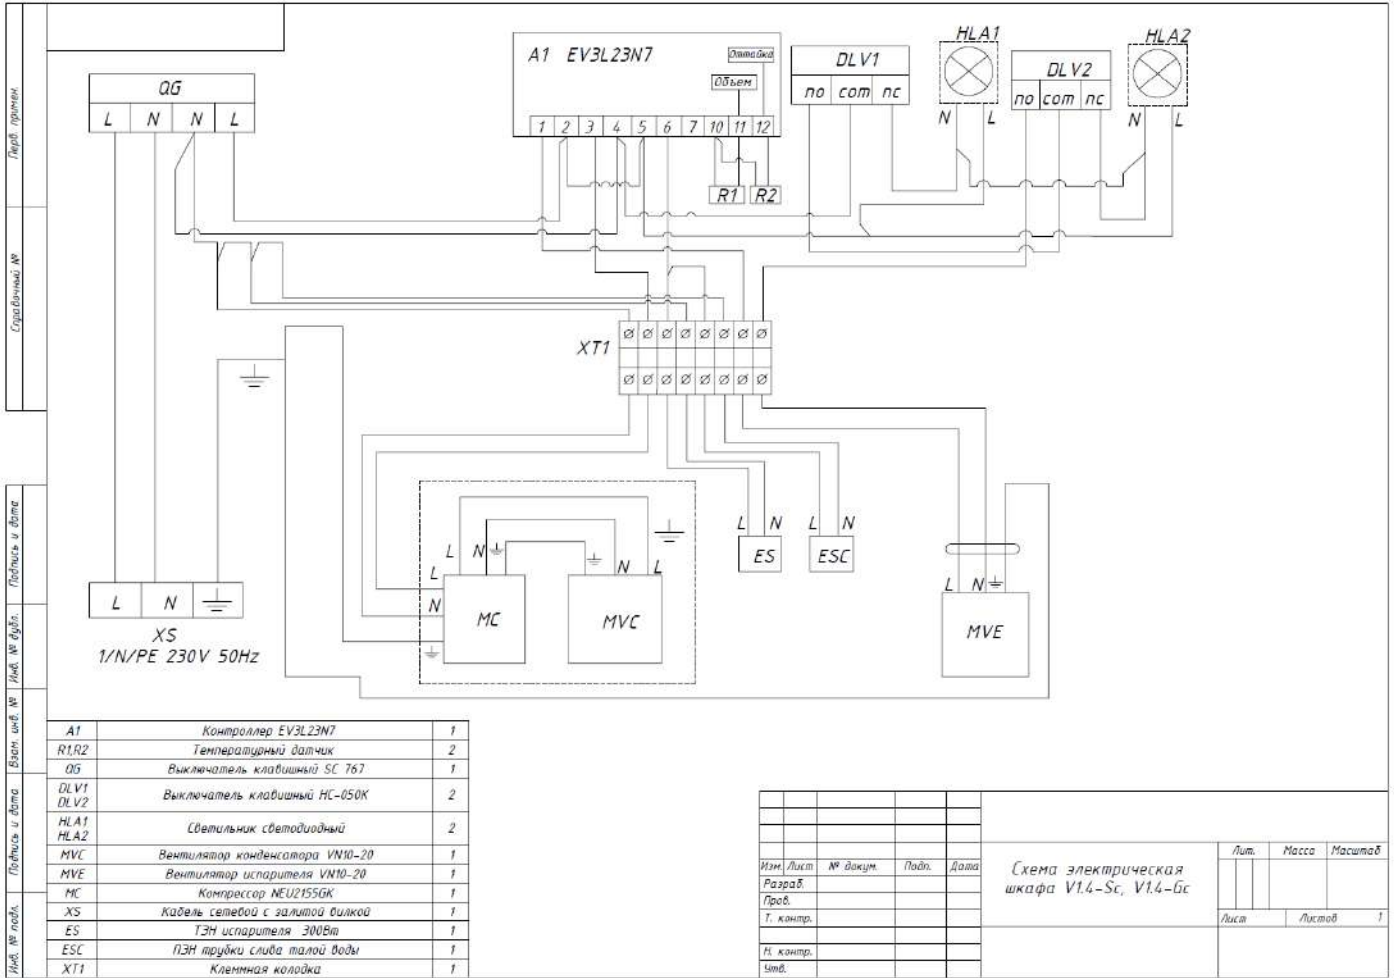 HLA1
HLA2
A1 EV3L23N7
Оттайка
Объем
DLV1
DLV2
QG
no com nc
no com nc
L N N L
1 2 3 4 5 6 7 10 11 12
N L
N L
R1 R2
XT1
L N
L N
L N
ES
ESC
L N
L N
N L
MC
MVC
MVE
L N
XS
1/N/PE 230V 50Hz
A1 Контроллер EV3L23N7 1
R1,R2 Температурный датчик 2
QG Выключатель клавишный SC 767 1
DLV1
DLV2 Выключатель клавишный HC-050K 2
HLA1
HLA2 Светильник светодиодный 2
MVC Вентилятор конденсатора VN10-20 1
MVE Вентилятор испарителя VN10-20 1
MC Компрессор NEU2155GK 1
XS Кабель сетевой с залитой вилкой 1
ES ТЭН испарителя 300Вт 1
ESC ПЭН трубки слива талой воды 1
XT1 Клеммная колодка 1
Перв. примен.
Справочный №
Подпись и дата
Инв. № дубл.
Взам. инв. №
Подпись и дата
Инв. № подл.
Изм. Лист № докум. Подп. Дата
Разраб.
Пров.
Т. контр.
Н. контр.
Утв.
Схема электрическая
шкафа V1.4-Sc, V1.4-Gc
Лит. Масса Масштаб
Лист Листов 1